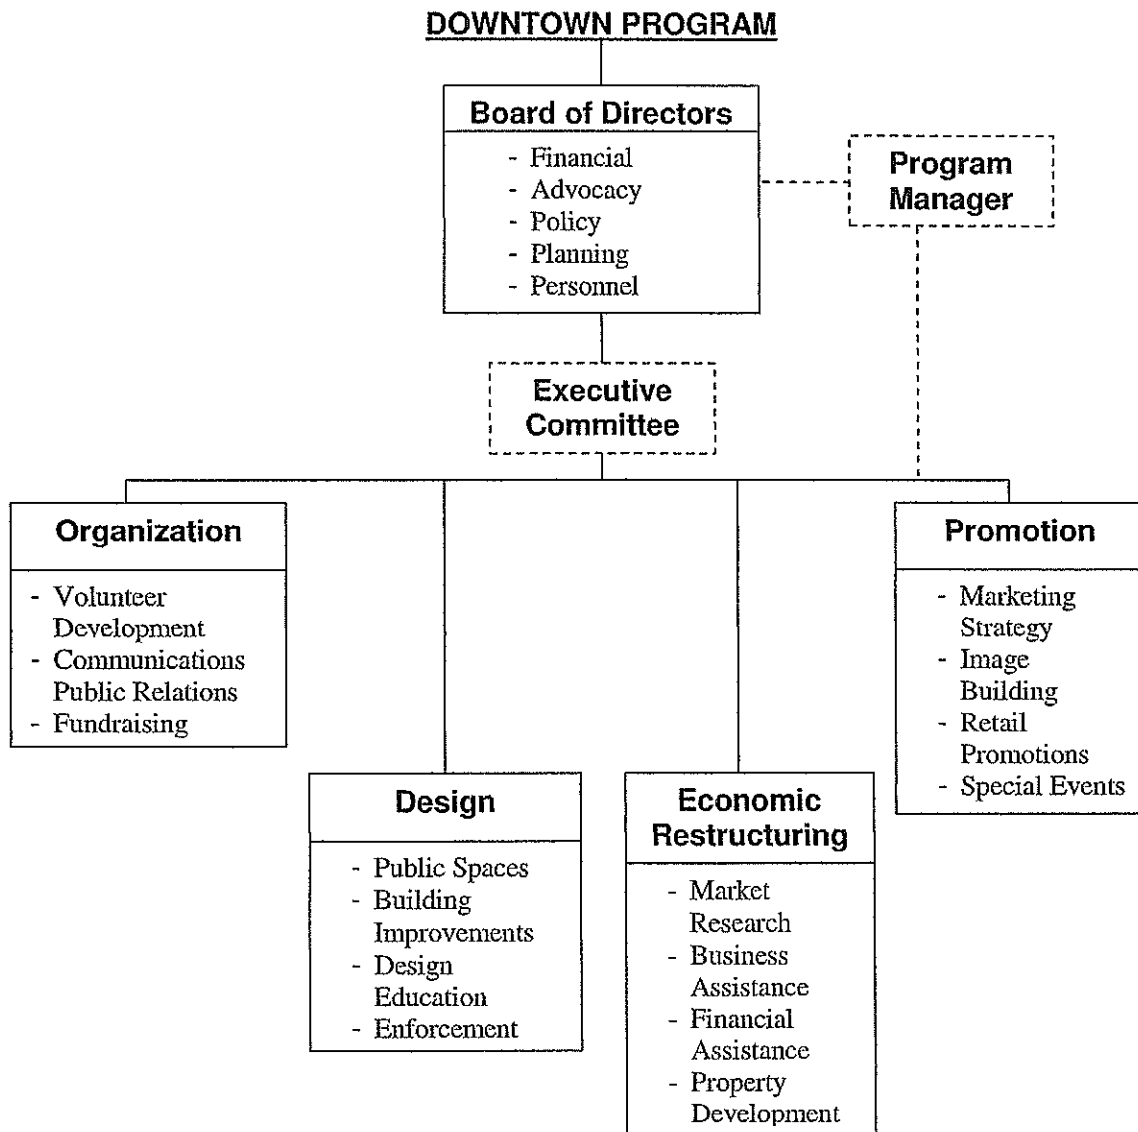 DOWNTOWN PROGRAM
Board of Directors
- Financial
- Advocacy
- Policy
- Planning
- Personnel
Program
Manager
Executive
Committee
Organization
- Volunteer
Development
- Communications
Public Relations
- Fundraising
Design
- Public Spaces
- Building
Improvements
- Design
Education
- Enforcement
Economic
Restructuring
- Market
Research
- Business
Assistance
- Financial
Assistance
- Property
Development
Promotion
- Marketing
Strategy
- Image
Building
- Retail
Promotions
- Special Events